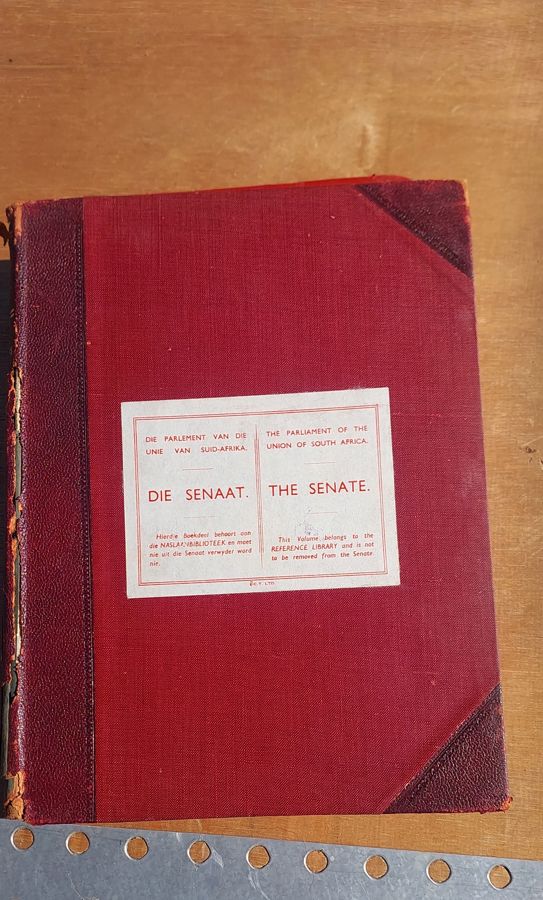 DIE PARLEMENT VAN DIE
UNIE VAN SUID-AFRIKA.
DIE SENAAT.
Hierdie Boekdeel behoort aan
die NASLAANBIBLIOTEEK en moet
nie uit die Senaat verwyder word
nie.
THE PARLIAMENT OF THE
UNION OF SOUTH AFRICA.
THE SENATE.
This Volume belongs to the
REFERENCE LIBRARY and is not
to be removed from the Senate.
LTD.